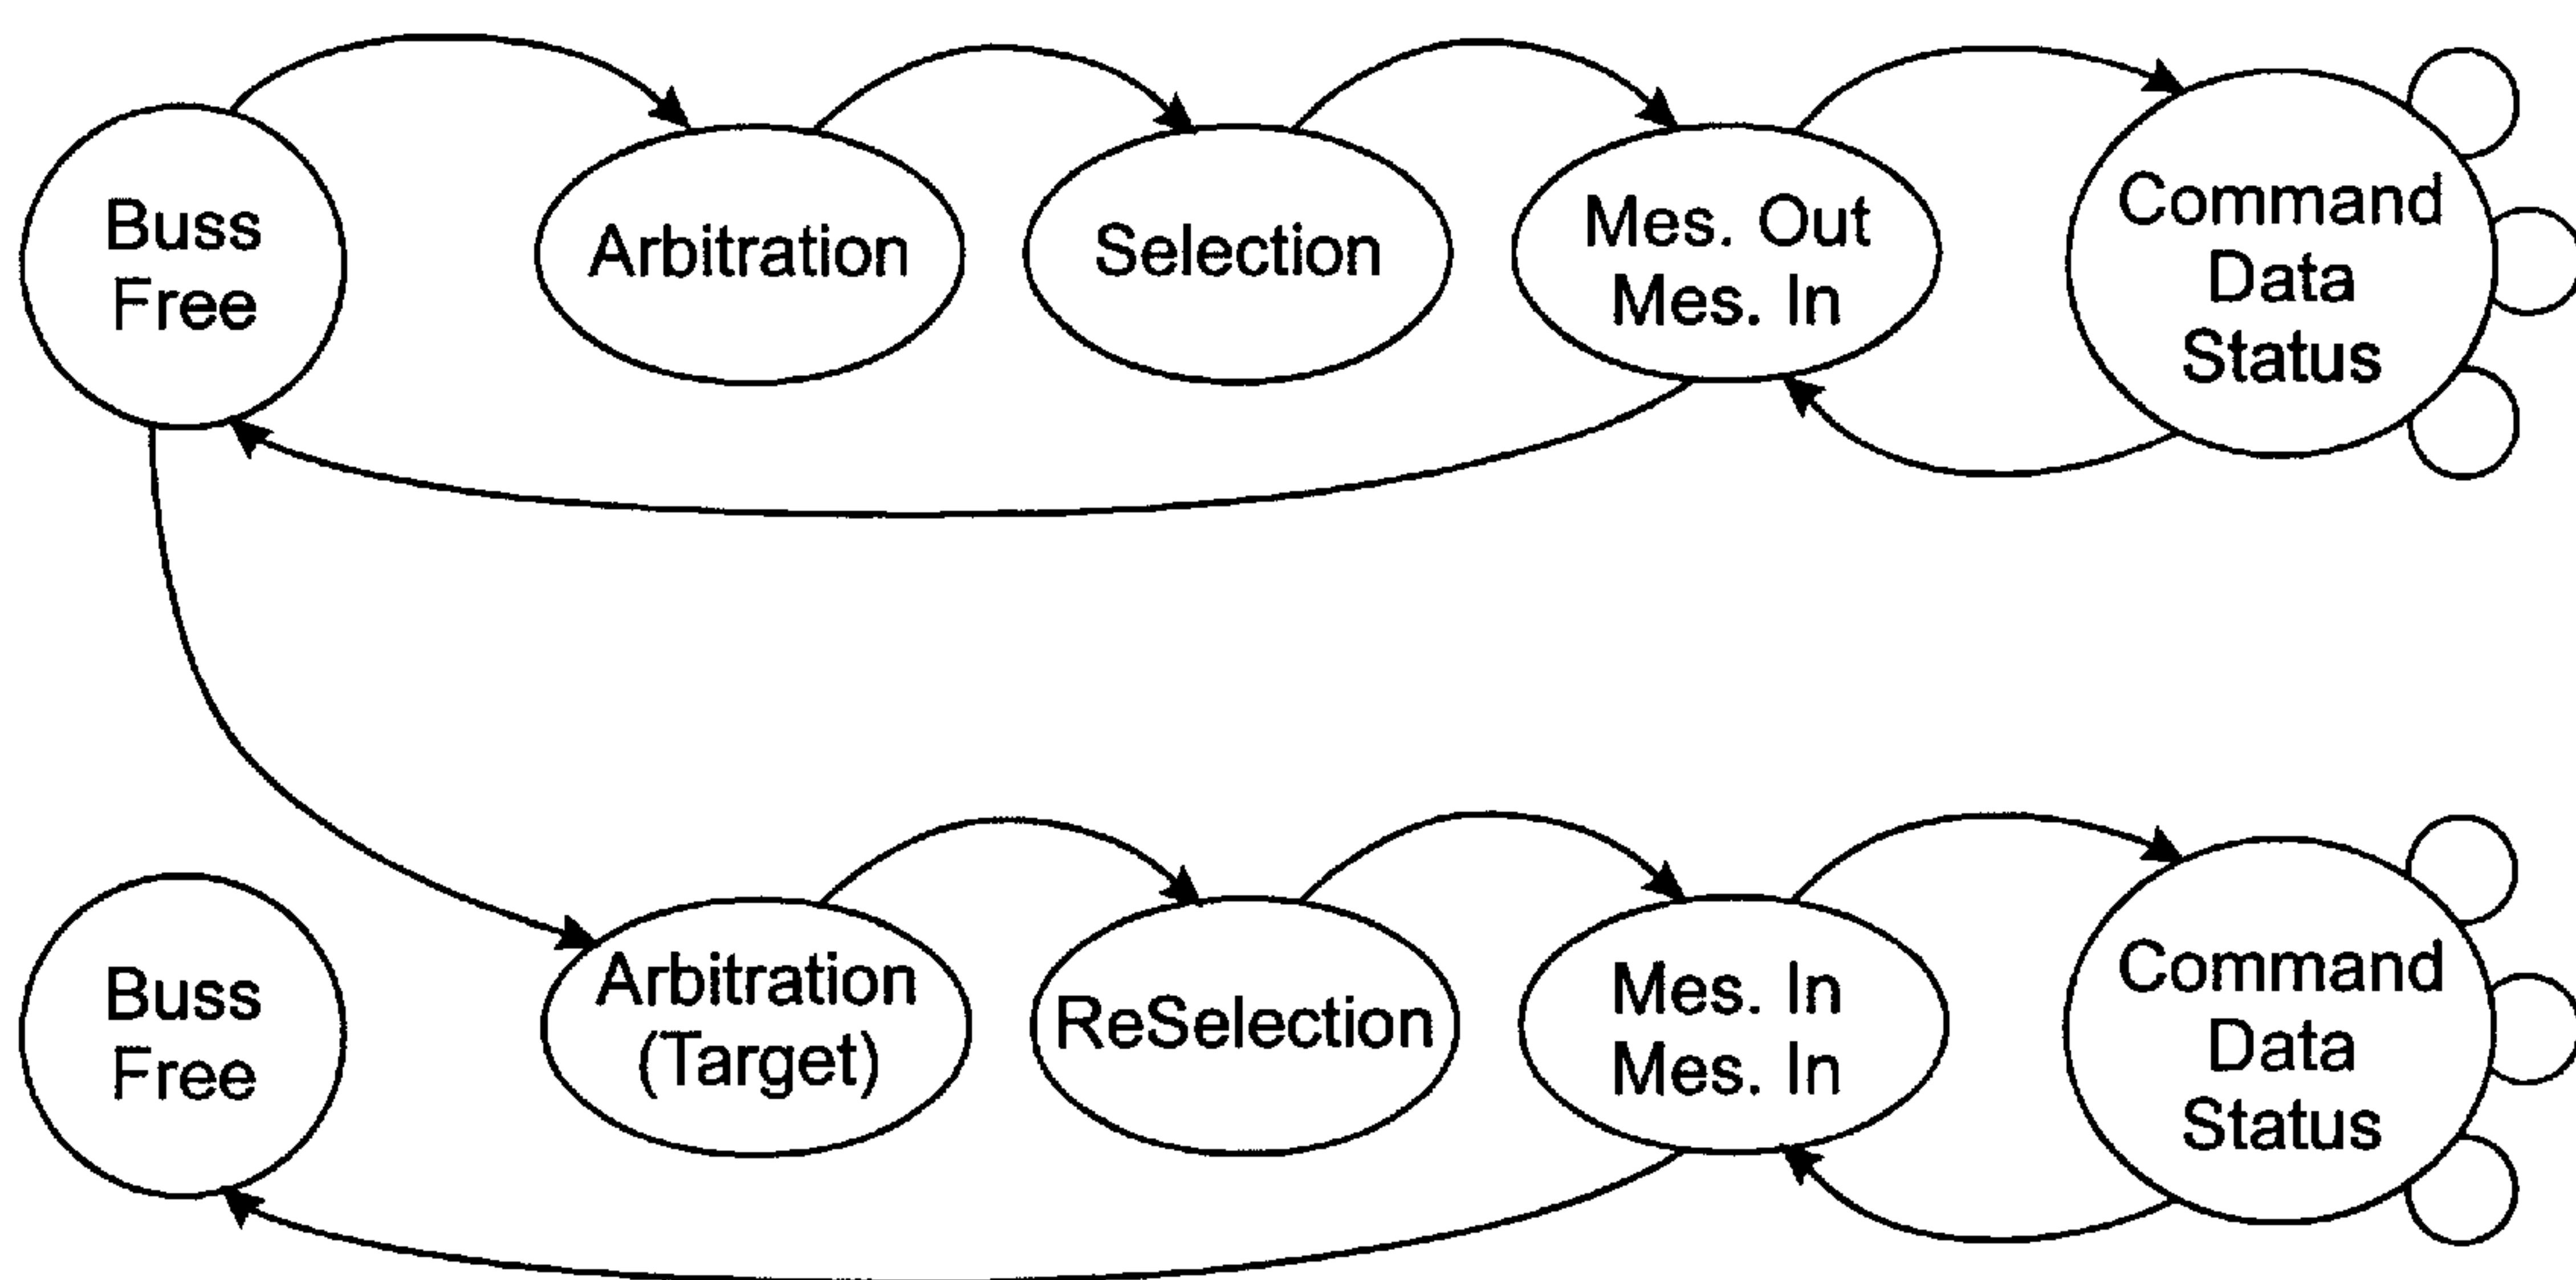 Buss
Free
Arbitration
Selection
Mes. Out
Mes. In
Command
Data
Status
Buss
Free
Arbitration
(Target)
ReSelection
Mes. In
Mes. In
Command
Data
Status